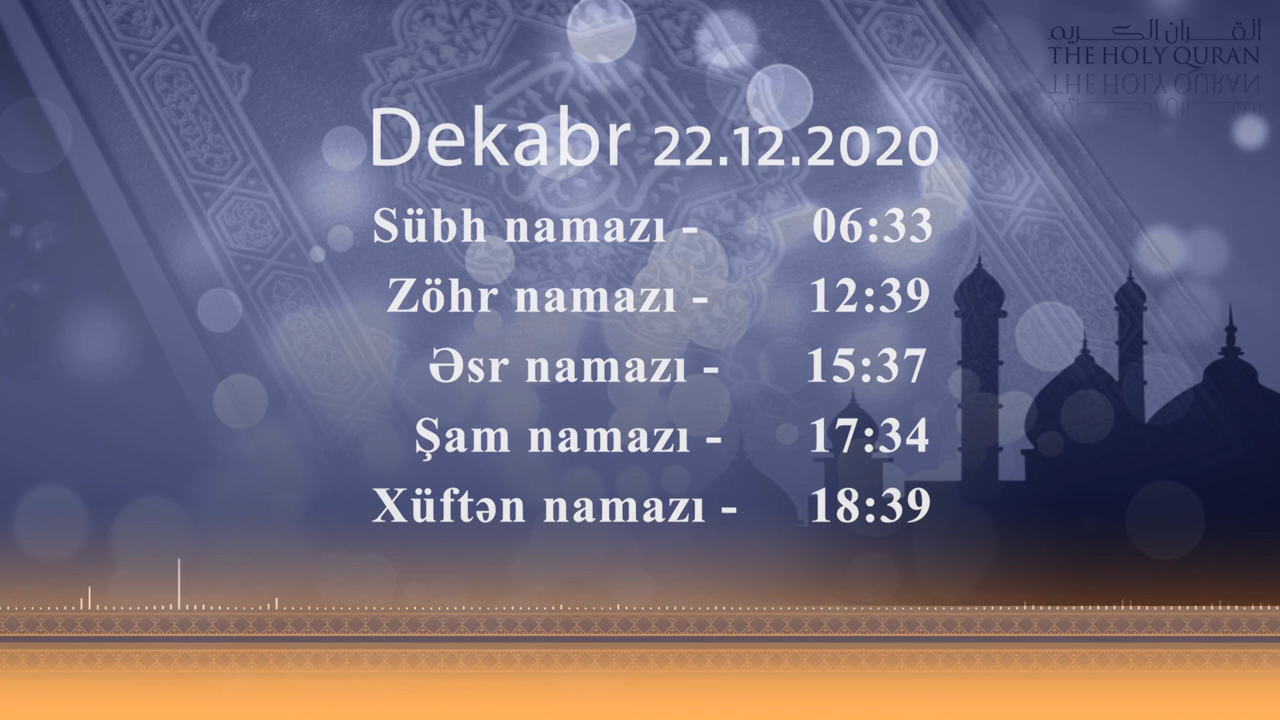 القرآن الكريم
THE HOLY QURAN
Dekabr 22.12.2020
Sübh namazı - 06:33
Zöhr namazı - 12:39
Əsr namazı - 15:37
Şam namazı - 17:34
Xüftən namazı - 18:39